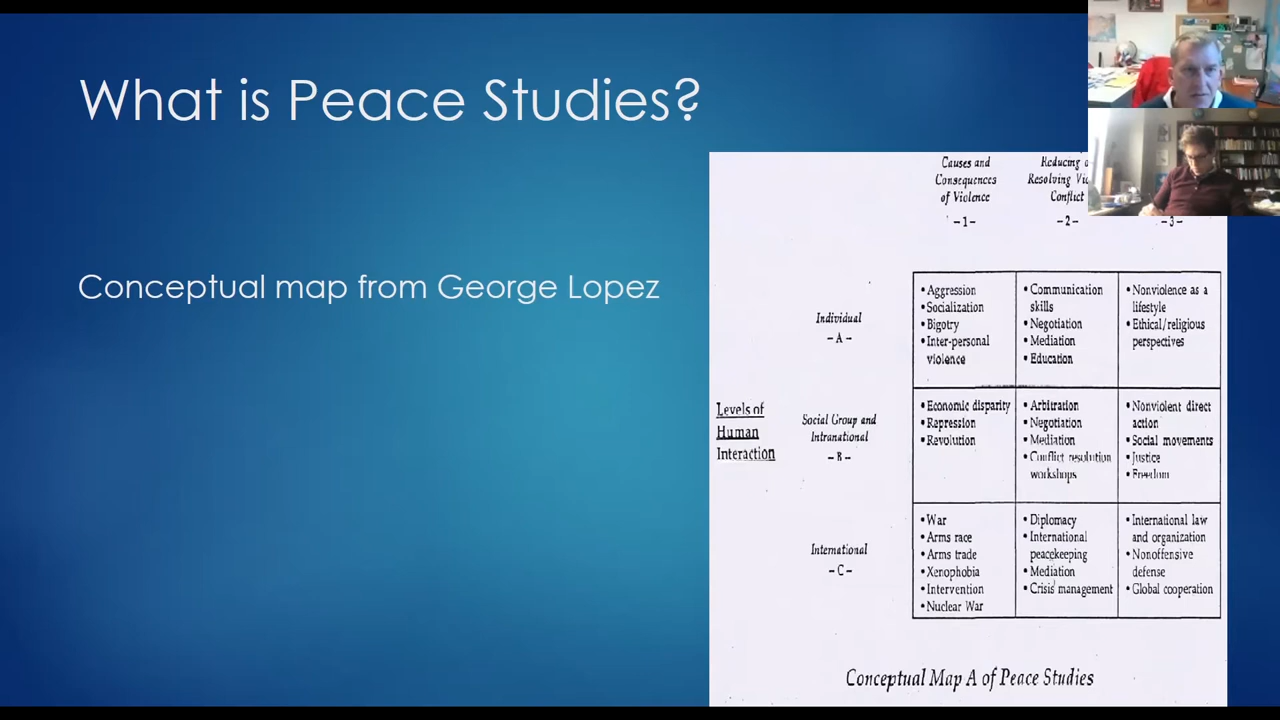 What is Peace Studies?
Conceptual map from George Lopez
Causes and
Consequences
of Violence
- 1 -
Reducing
Resolving
Conflict
- 2 -
- 3 -
Levels of
Human
Interaction
Individual
- A -
• Aggression
• Socialization
• Bigotry
• Inter-personal
violence
• Communication
skills
• Negotiation
• Mediation
• Education
• Nonviolence as a
lifestyle
• Ethical/religious
perspectives
Social Group and
Intranational
- B -
• Economic disparity
• Repression
• Revolution
• Arbitration
• Negotiation
• Mediation
• Conflict resolution
workshops
• Nonviolent direct
action
• Social movements
• Justice
• Freedom
International
- C -
• War
• Arms race
• Arms trade
• Xenophobia
• Intervention
• Nuclear War
• Diplomacy
• International
peacekeeping
• Mediation
• Crisis management
• International law
and organization
• Nonoffensive
defense
• Global cooperation
Conceptual Map A of Peace Studies